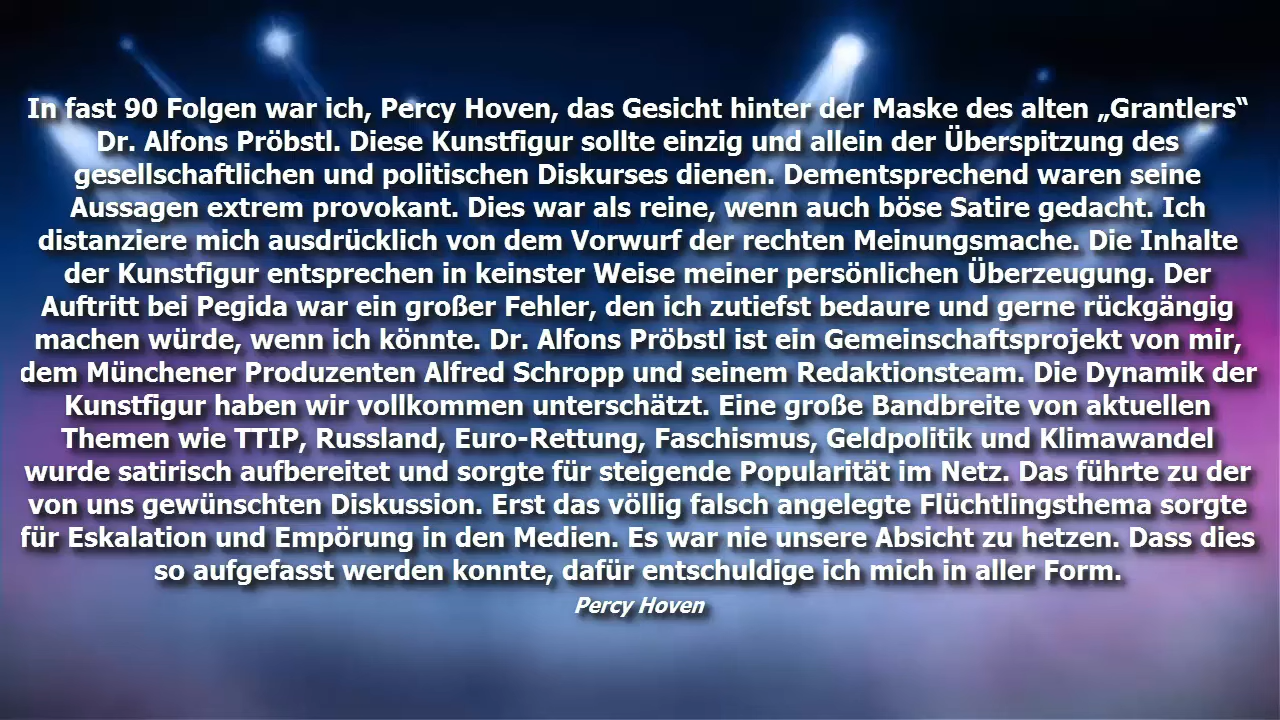 In fast 90 Folgen war ich, Percy Hoven, das Gesicht hinter der Maske des alten „Grantlers“
Dr. Alfons Pröbstl. Diese Kunstfigur sollte einzig und allein der Überspitzung des
gesellschaftlichen und politischen Diskurses dienen. Dementsprechend waren seine
Aussagen extrem provokant. Dies war als reine, wenn auch böse Satire gedacht. Ich
distanziere mich ausdrücklich von dem Vorwurf der rechten Meinungsmache. Die Inhalte
der Kunstfigur entsprechen in keinster Weise meiner persönlichen Überzeugung. Der
Auftritt bei Pegida war ein großer Fehler, den ich zutiefst bedaure und gerne rückgängig
machen würde, wenn ich könnte. Dr. Alfons Pröbstl ist ein Gemeinschaftsprojekt von mir,
dem Münchener Produzenten Alfred Schropp und seinem Redaktionsteam. Die Dynamik der
Kunstfigur haben wir vollkommen unterschätzt. Eine große Bandbreite von aktuellen
Themen wie TTIP, Russland, Euro-Rettung, Faschismus, Geldpolitik und Klimawandel
wurde satirisch aufbereitet und sorgte für steigende Popularität im Netz. Das führte zu der
von uns gewünschten Diskussion. Erst das völlig falsch angelegte Flüchtlingsthema sorgte
für Eskalation und Empörung in den Medien. Es war nie unsere Absicht zu hetzen. Dass dies
so aufgefasst werden konnte, dafür entschuldige ich mich in aller Form.
Percy Hoven